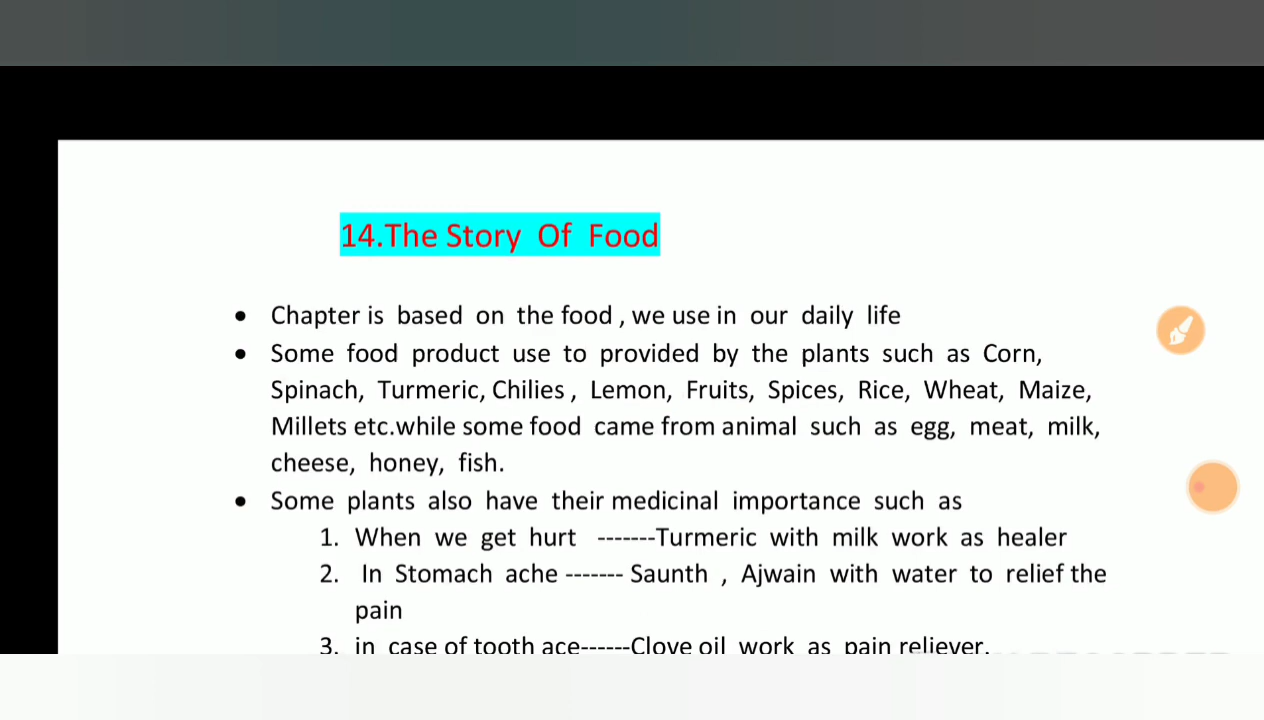 14.The Story Of Food
• Chapter is based on the food , we use in our daily life
• Some food product use to provided by the plants such as Corn,
Spinach, Turmeric, Chilies , Lemon, Fruits, Spices, Rice, Wheat, Maize,
Millets etc.while some food came from animal such as egg, meat, milk,
cheese, honey, fish.
• Some plants also have their medicinal importance such as
1. When we get hurt -------Turmeric with milk work as healer
2. In Stomach ache ------- Saunth , Ajwain with water to relief the
pain
3. in case of tooth ace------Clove oil work as pain reliever.